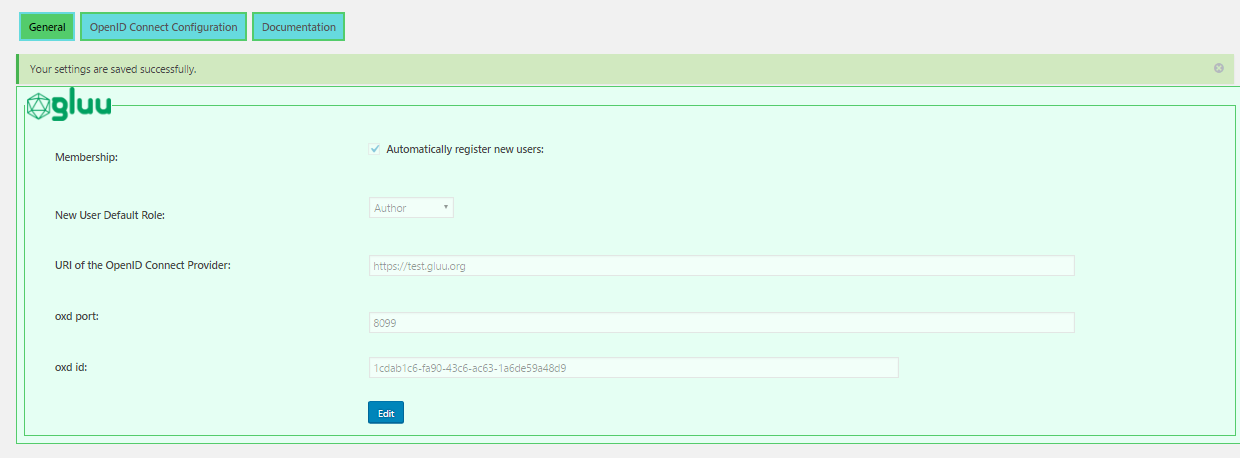 General
OpenID Connect Configuration
Documentation
Your settings are saved successfully.
gluu
Membership:
Automatically register new users:
New User Default Role:
Author
URI of the OpenID Connect Provider:
https://test.gluu.org
oxd port:
8099
oxd id:
1cdab1c6-fa90-43c6-ac63-1a6de59a48d9
Edit